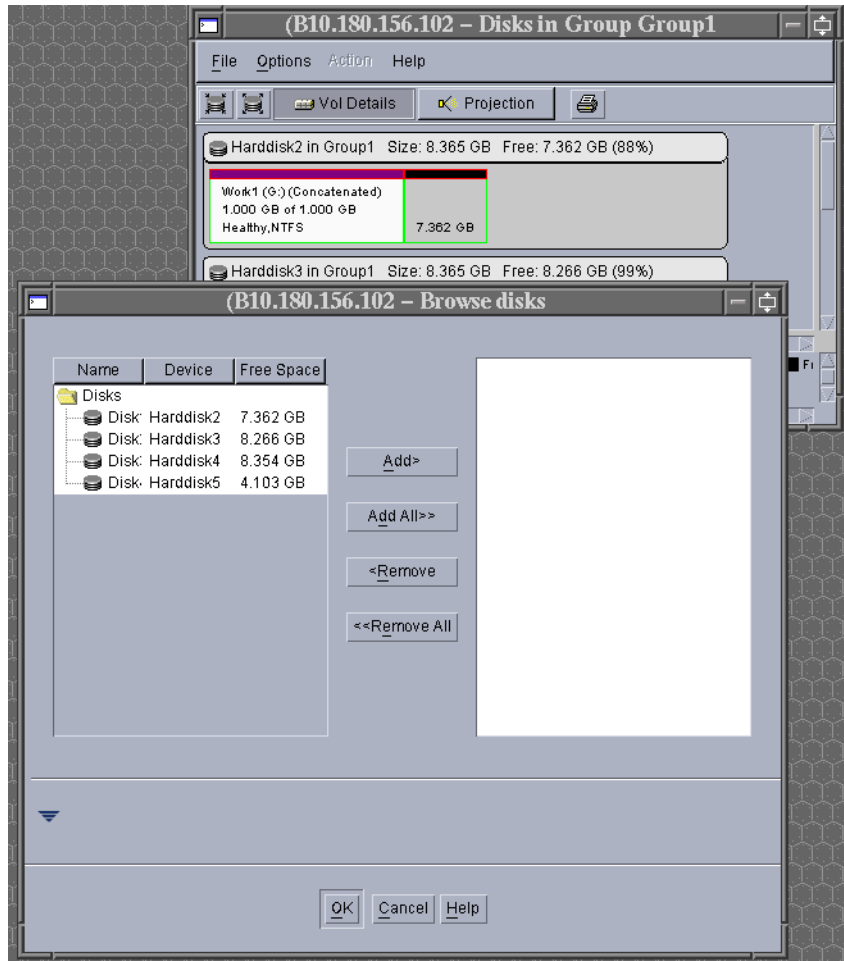 (B10.180.156.102 – Disks in Group Group1
File Options Action Help
Vol Details Projection
Harddisk2 in Group1 Size: 8.365 GB Free: 7.362 GB (88%)
Work1 (G:) (Concatenated)
1.000 GB of 1.000 GB
Healthy,NTFS 7.362 GB
Harddisk3 in Group1 Size: 8.365 GB Free: 8.266 GB (99%)
(B10.180.156.102 – Browse disks
Name Device Free Space
Disks
Disk Harddisk2 7.362 GB
Disk Harddisk3 8.266 GB
Disk Harddisk4 8.354 GB
Disk Harddisk5 4.103 GB
Add>
Add All>>
<Remove
<<Remove All
OK Cancel Help